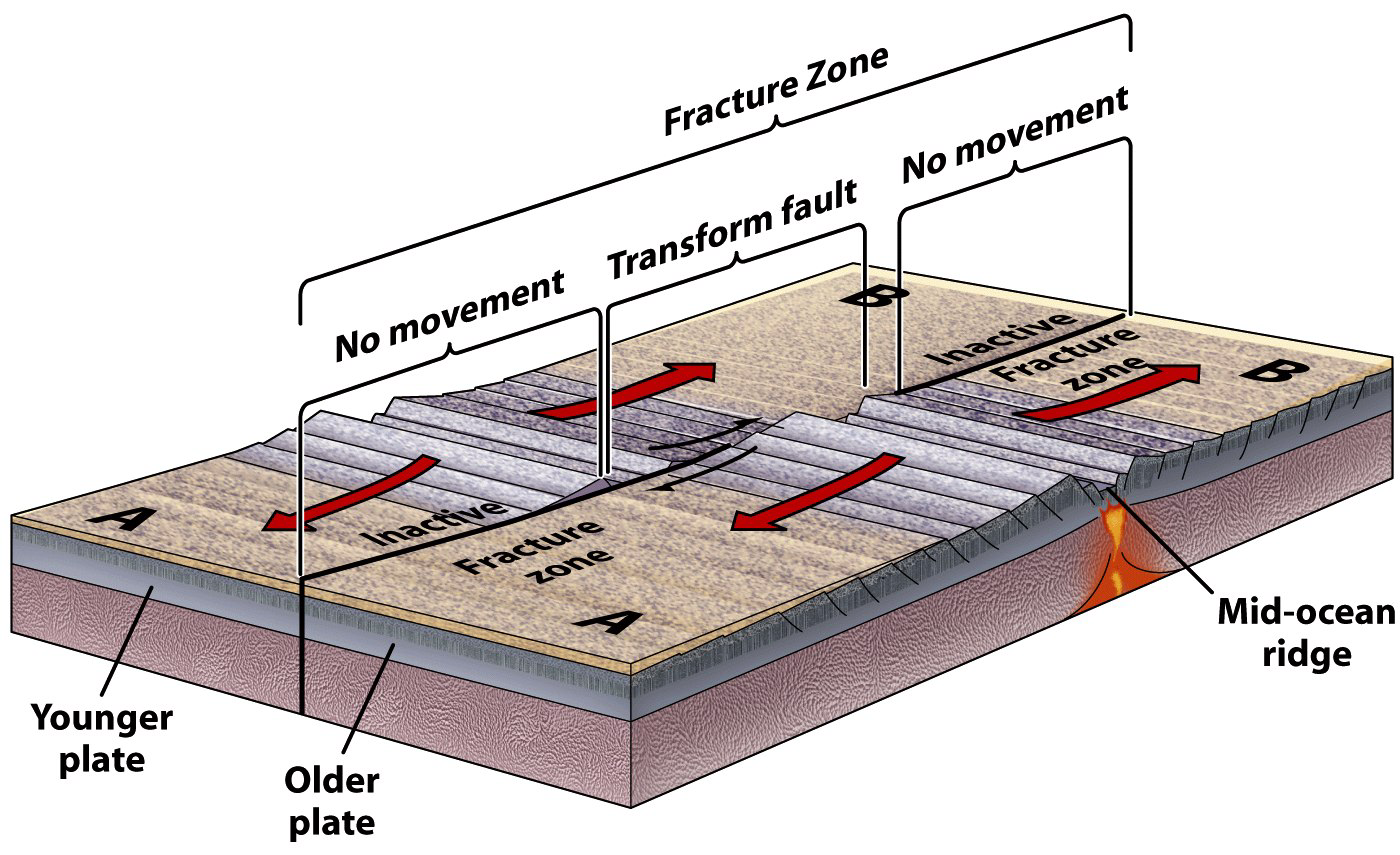 Fracture Zone
No movement
Transform fault
No movement
B
Inactive
Fracture
zone
B
A
Inactive
Fracture
zone
A
Mid-ocean
ridge
Younger
plate
Older
plate